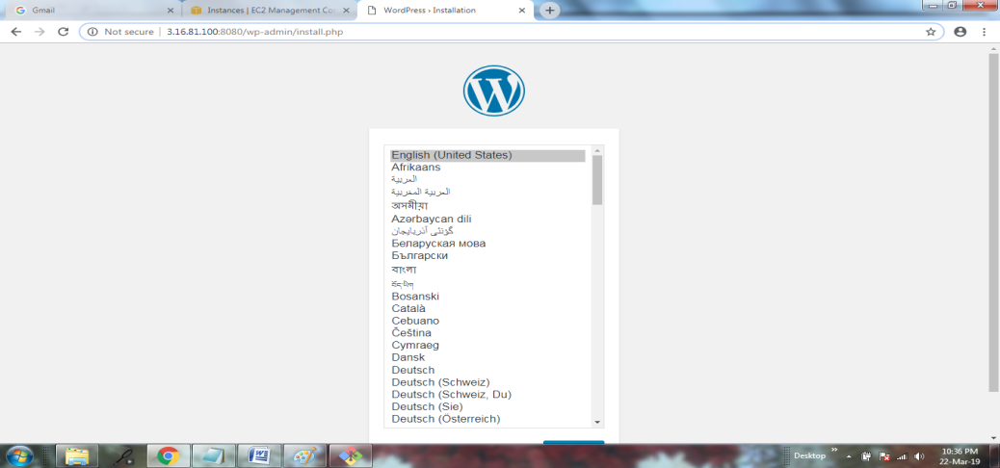 Gmail
Instances | EC2 Management Co
WordPress › Installation
Not secure | 3.16.81.100:8080/wp-admin/install.php
English (United States)
Afrikaans
العربية
العربية المغربية
অসমীয়া
Azərbaycan dili
گؤنئی آذربایجان
Беларуская мова
Български
বাংলা
བོད་ཡིག
Bosanski
Català
Cebuano
Čeština
Cymraeg
Dansk
Deutsch
Deutsch (Schweiz)
Deutsch (Schweiz, Du)
Deutsch (Sie)
Deutsch (Österreich)
Desktop
10:36 PM
22-Mar-19